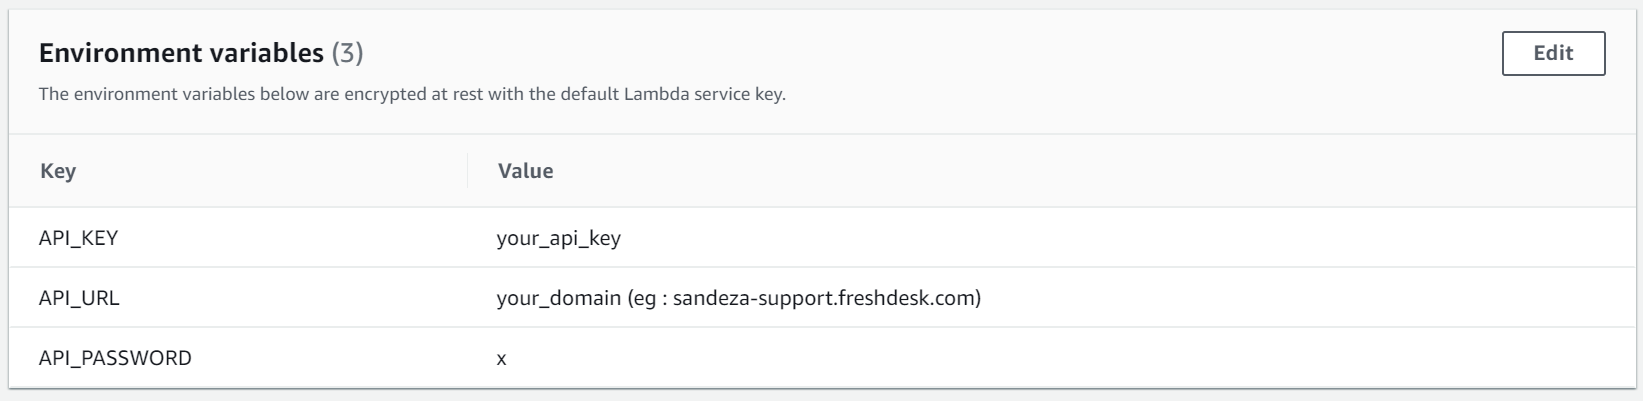 Environment variables (3)
Edit
The environment variables below are encrypted at rest with the default Lambda service key.
Key Value
API_KEY your_api_key
API_URL your_domain (eg : sandeza-support.freshdesk.com)
API_PASSWORD x